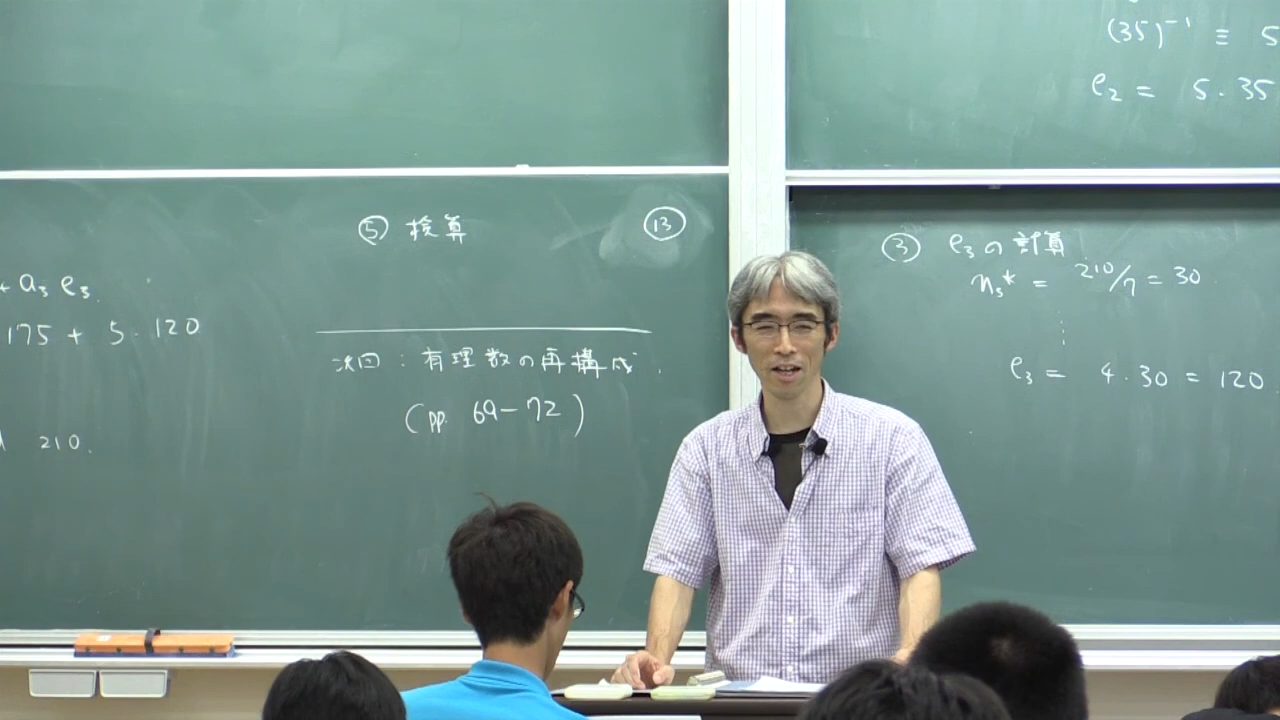 + a₃ e₃.
175 + 5・120
210.
⑤ 検算
⑬
次回 : 有理数の再構成.
(pp. 69-72)
(35)⁻¹ ≡ 5
e₂ = 5・35
③ e₃の計算
n₃* = 210/7 = 30
⋮
e₃ = 4・30 = 120.